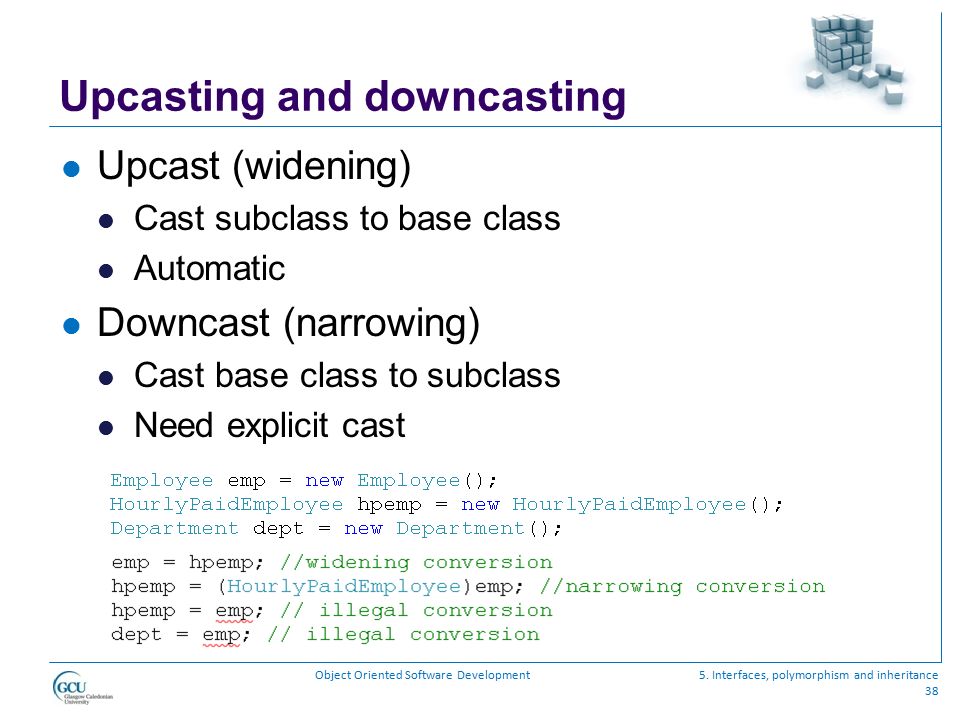 Upcasting and downcasting
Upcast (widening)
Cast subclass to base class
Automatic
Downcast (narrowing)
Cast base class to subclass
Need explicit cast
Employee emp = new Employee();
HourlyPaidEmployee hpemp = new HourlyPaidEmployee();
Department dept = new Department();
emp = hpemp; //widening conversion
hpemp = (HourlyPaidEmployee)emp; //narrowing conversion
hpemp = emp; // illegal conversion
dept = emp; // illegal conversion
GCU
Glasgow Caledonian
University
Object Oriented Software Development
5. Interfaces, polymorphism and inheritance
38